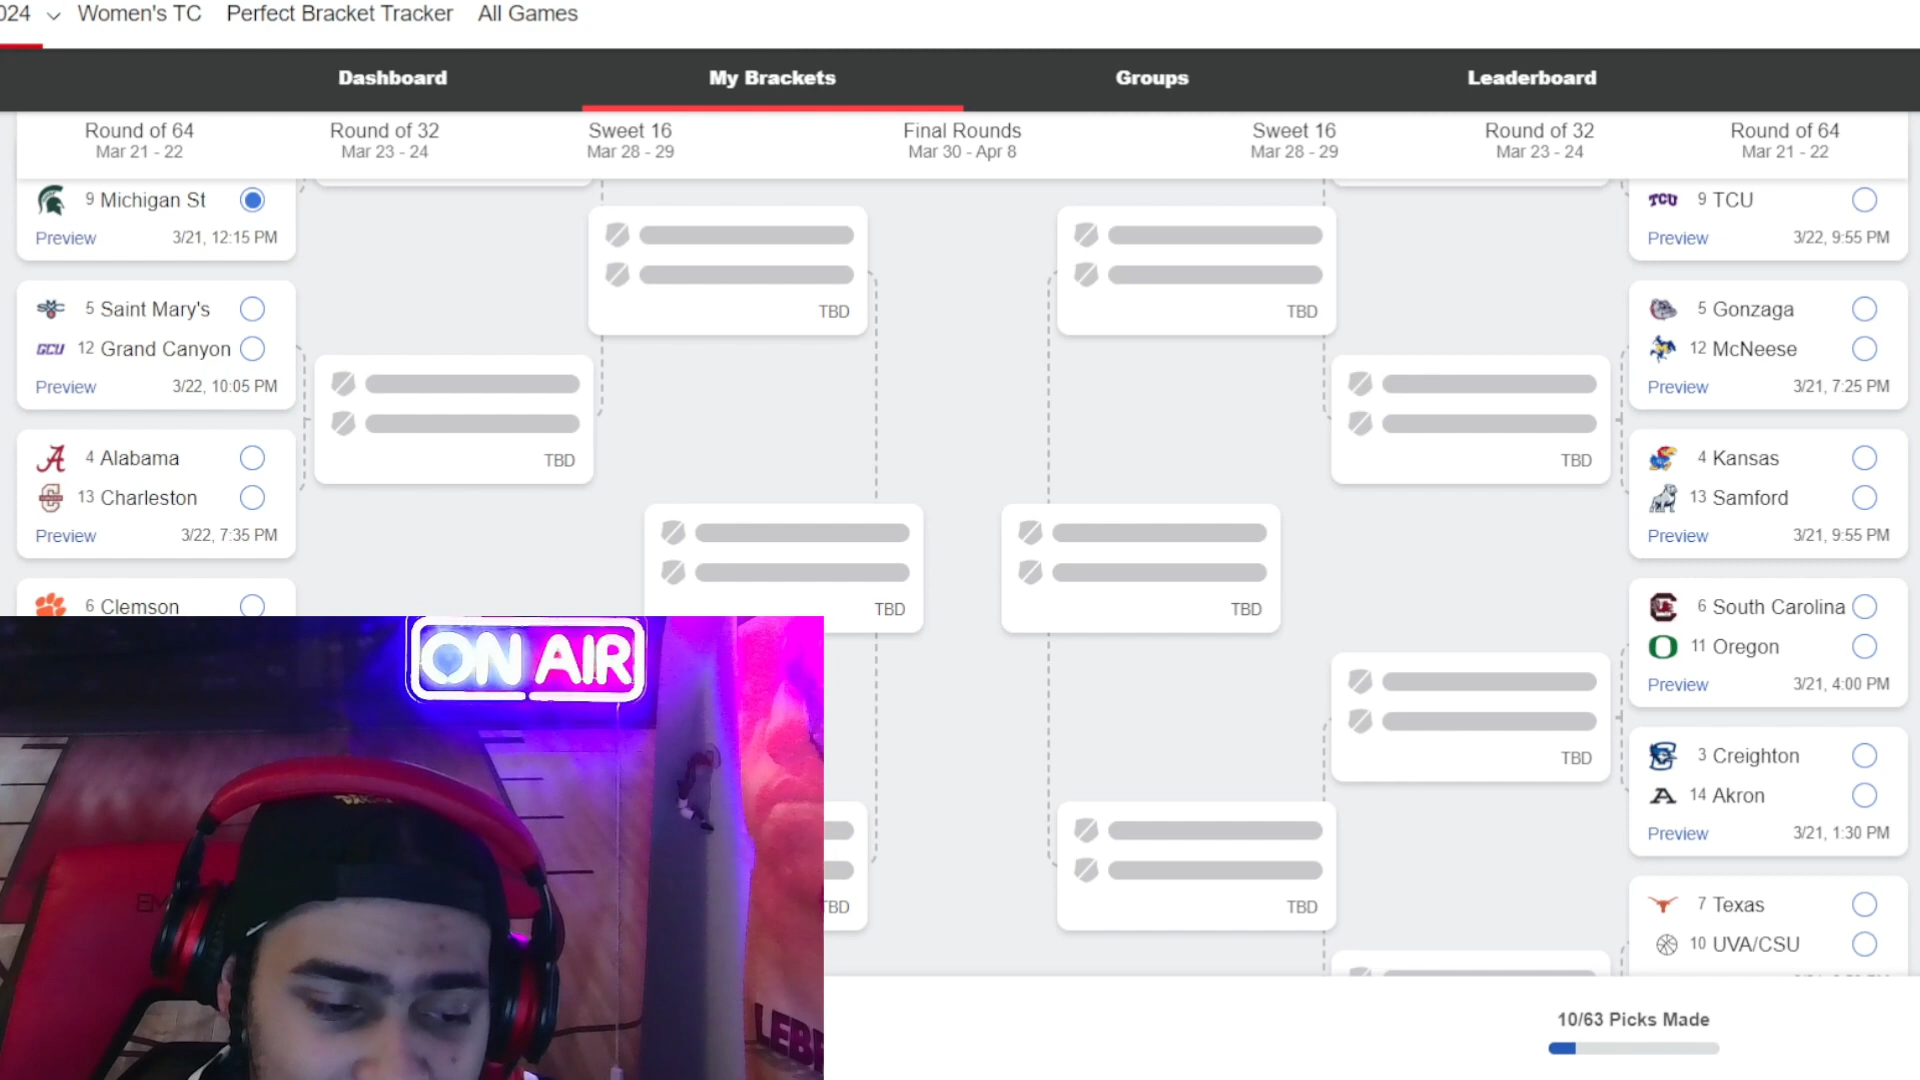 024 Women's TC Perfect Bracket Tracker All Games
Dashboard My Brackets Groups Leaderboard
Round of 64 Round of 32 Sweet 16 Final Rounds Sweet 16 Round of 32 Round of 64
Mar 21 - 22 Mar 23 - 24 Mar 28 - 29 Mar 30 - Apr 8 Mar 28 - 29 Mar 23 - 24 Mar 21 - 22
9 Michigan St
Preview 3/21, 12:15 PM
5 Saint Mary's
GCU 12 Grand Canyon
Preview 3/22, 10:05 PM
4 Alabama
13 Charleston
Preview 3/22, 7:35 PM
6 Clemson
TBD
TBD
TBD
TBD
TBD
TBD
TBD
TBD
TBD
TCU 9 TCU
Preview 3/22, 9:55 PM
5 Gonzaga
12 McNeese
Preview 3/21, 7:25 PM
4 Kansas
13 Samford
Preview 3/21, 9:55 PM
6 South Carolina
11 Oregon
Preview 3/21, 4:00 PM
3 Creighton
14 Akron
Preview 3/21, 1:30 PM
7 Texas
10 UVA/CSU
10/63 Picks Made
ON AIR